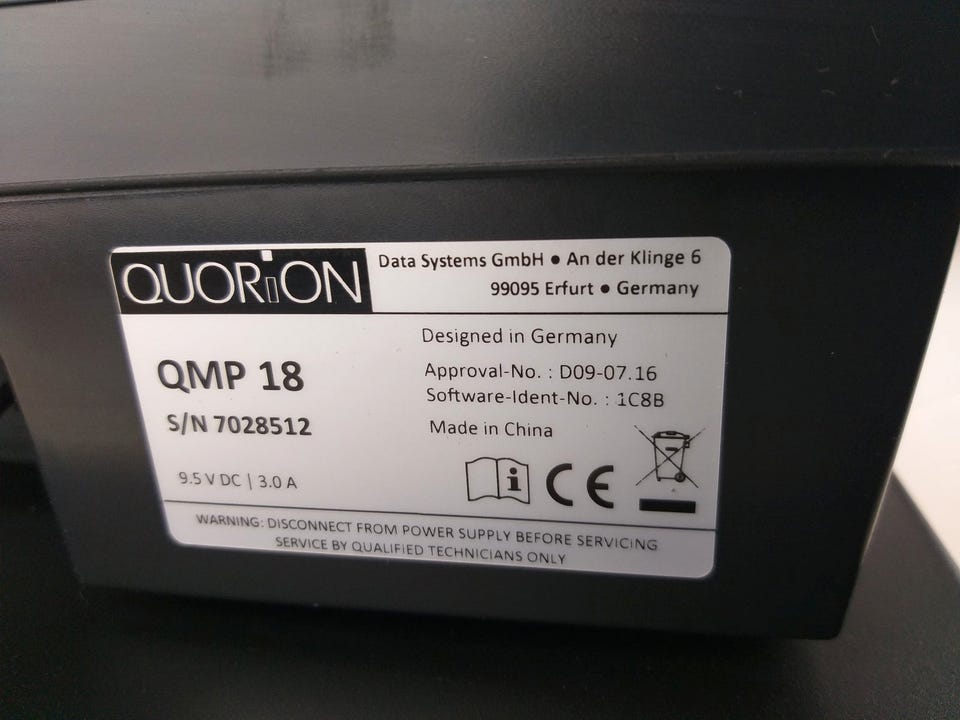 QUORiON
Data Systems GmbH • An der Klinge 6
99095 Erfurt • Germany
Designed in Germany
QMP 18
Approval-No. : D09-07.16
Software-Ident-No. : 1C8B
S/N 7028512
Made in China
9.5 V DC | 3.0 A
i
CE
WARNING: DISCONNECT FROM POWER SUPPLY BEFORE SERVICING
SERVICE BY QUALIFIED TECHNICIANS ONLY